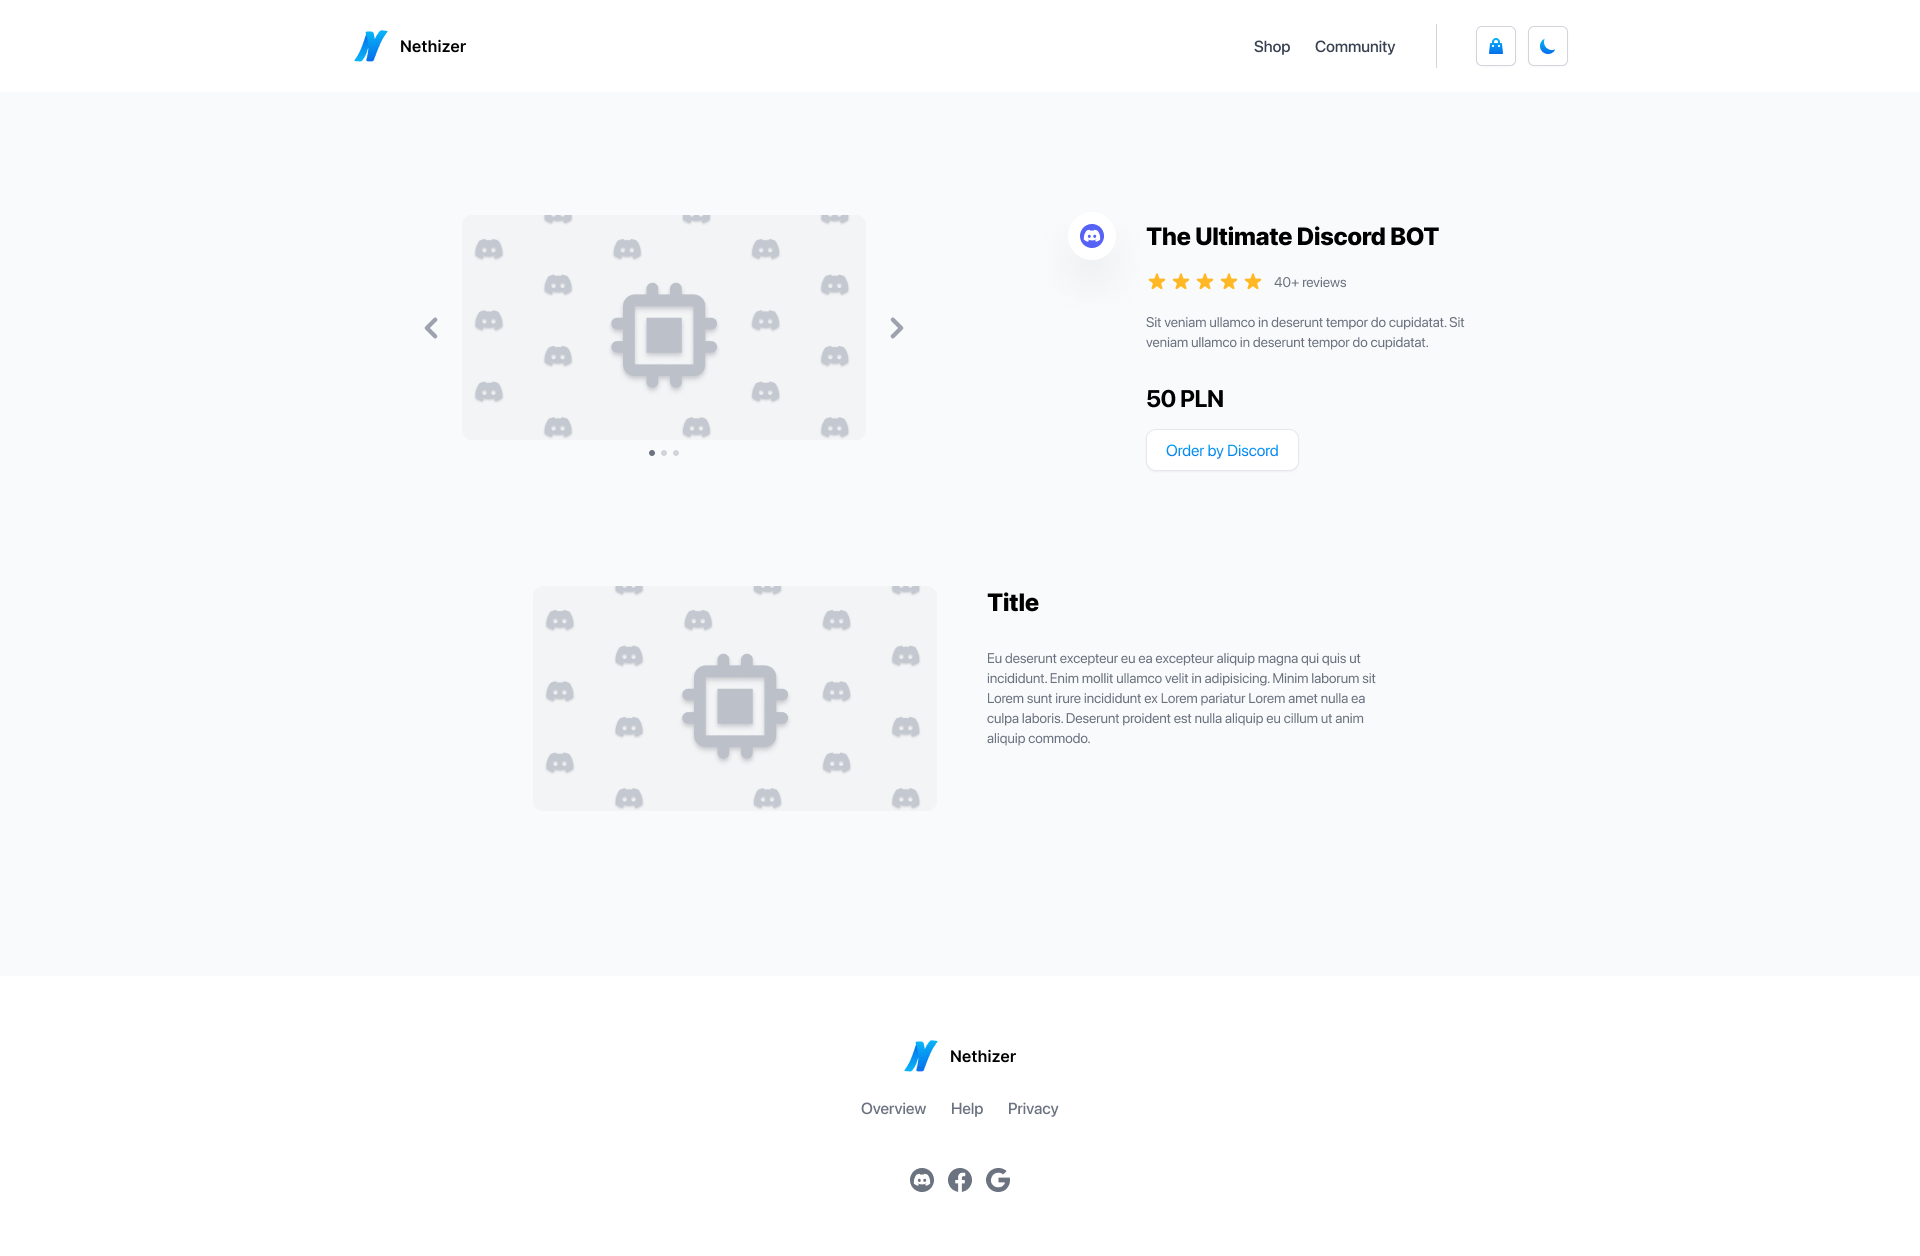 Nethizer
Shop
Community
The Ultimate Discord BOT
40+ reviews
Sit veniam ullamco in deserunt tempor do cupidatat. Sit
veniam ullamco in deserunt tempor do cupidatat.
50 PLN
Order by Discord
Title
Eu deserunt excepteur eu ea excepteur aliquip magna qui quis ut
incididunt. Enim mollit ullamco velit in adipisicing. Minim laborum sit
Lorem sunt irure incididunt ex Lorem pariatur Lorem amet nulla ea
culpa laboris. Deserunt proident est nulla aliquip eu cillum ut anim
aliquip commodo.
Nethizer
Overview
Help
Privacy